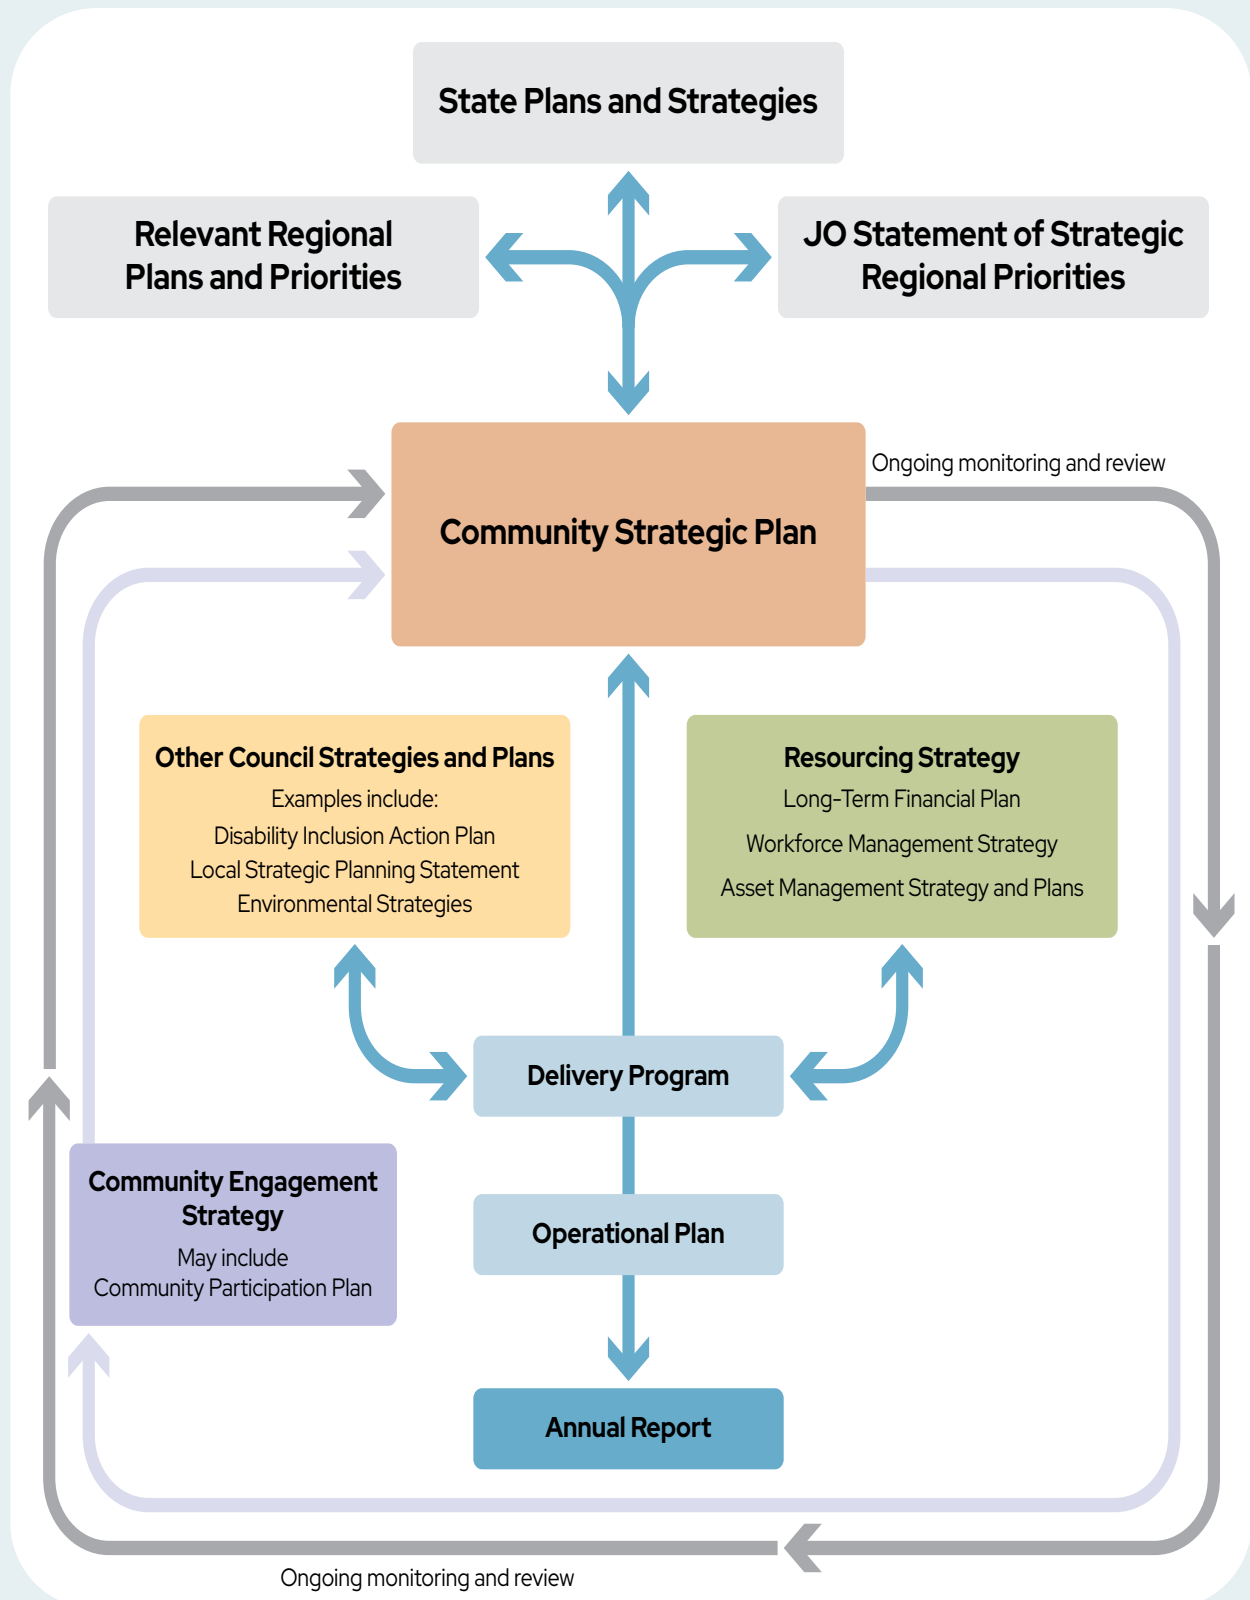 State Plans and Strategies
Relevant Regional
Plans and Priorities
JO Statement of Strategic
Regional Priorities
Ongoing monitoring and review
Community Strategic Plan
Other Council Strategies and Plans
Examples include:
Disability Inclusion Action Plan
Local Strategic Planning Statement
Environmental Strategies
Resourcing Strategy
Long-Term Financial Plan
Workforce Management Strategy
Asset Management Strategy and Plans
Delivery Program
Community Engagement
Strategy
May include
Community Participation Plan
Operational Plan
Annual Report
Ongoing monitoring and review